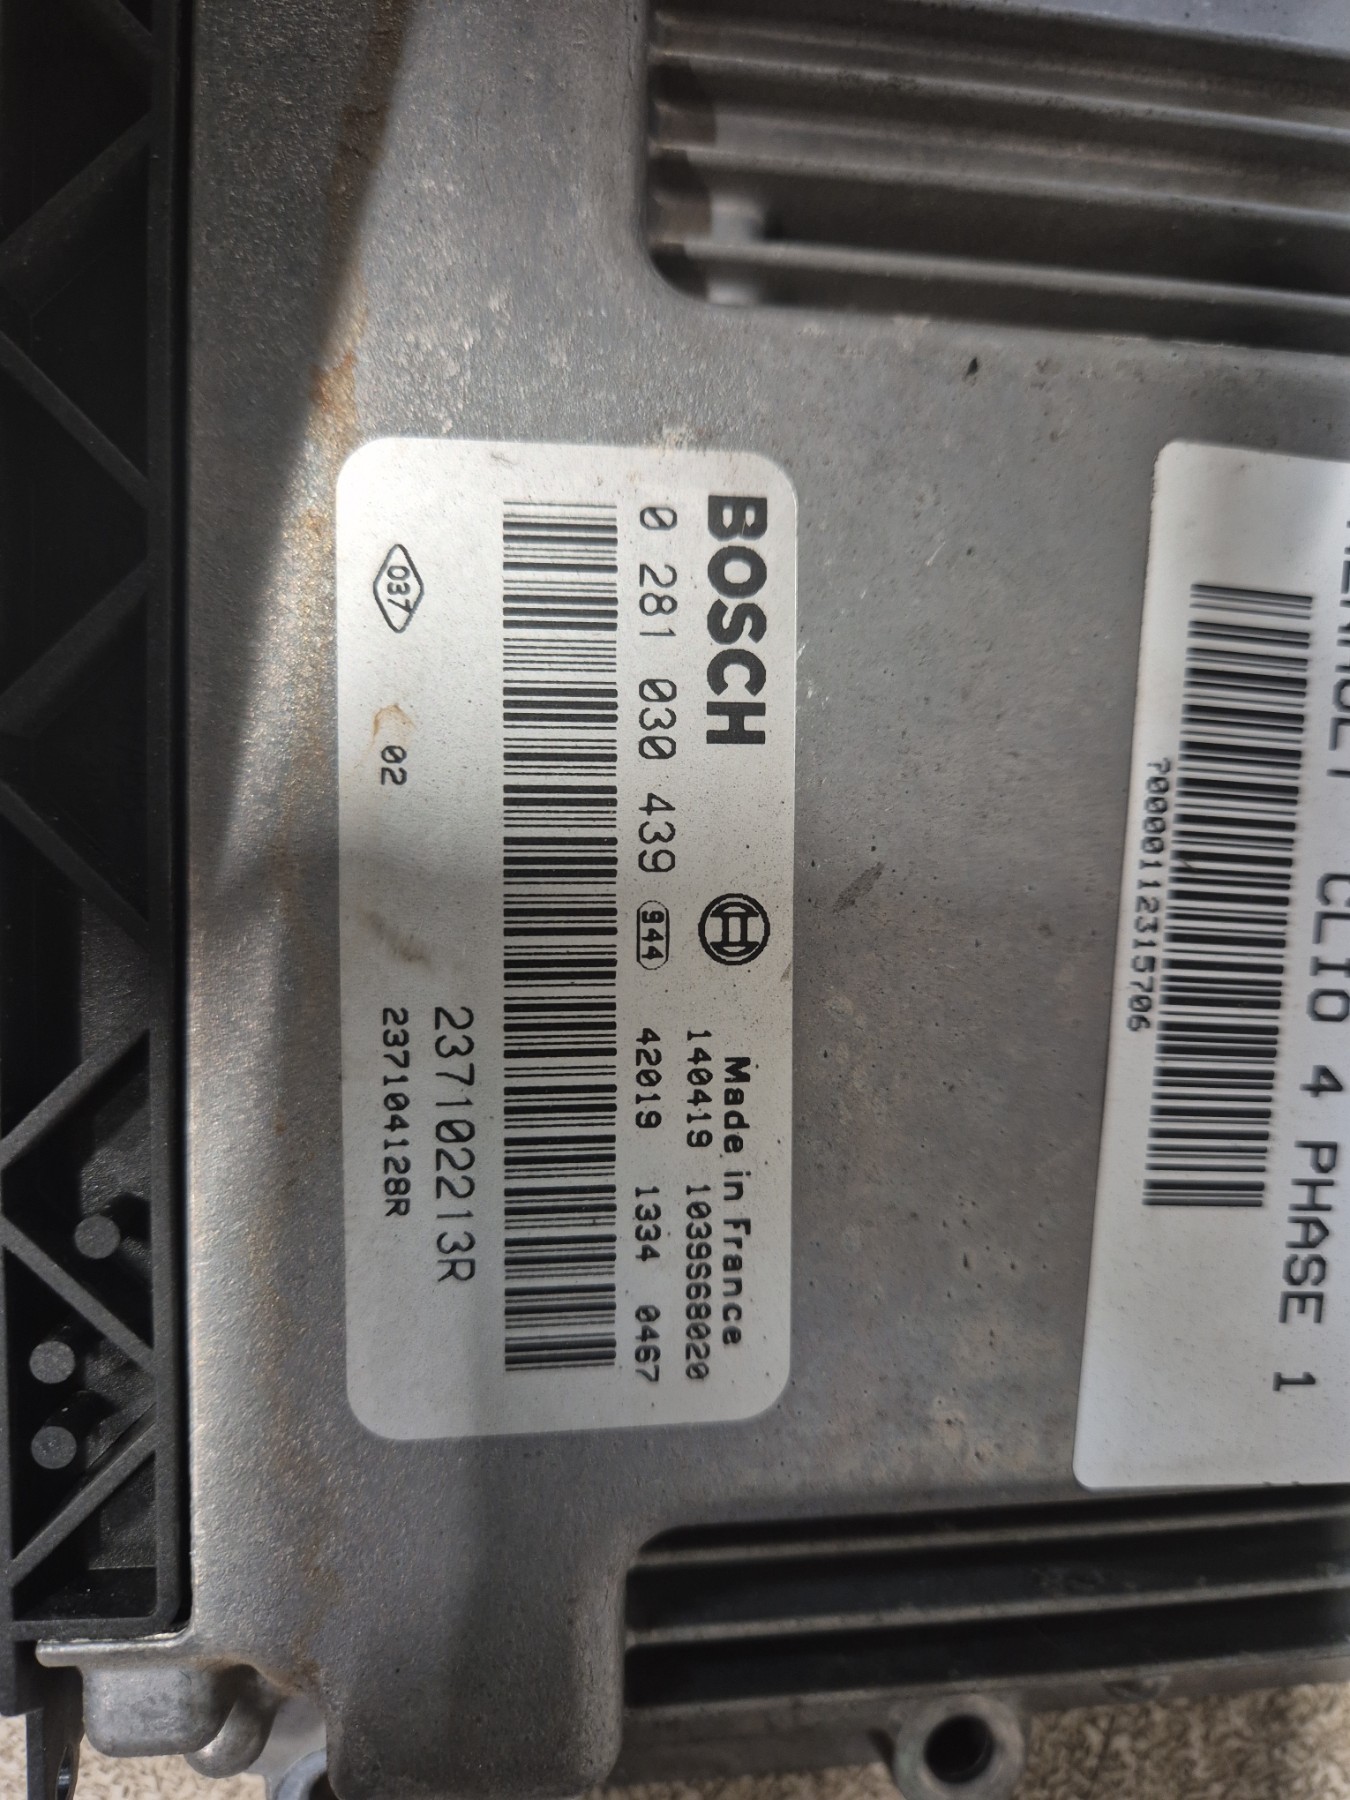 BOSCH
Made in France
140419 1039S68020
0 281 030 439 944 42019 1334 0467
237102213R
037 02 237104128R
CLIO 4 PHASE 1